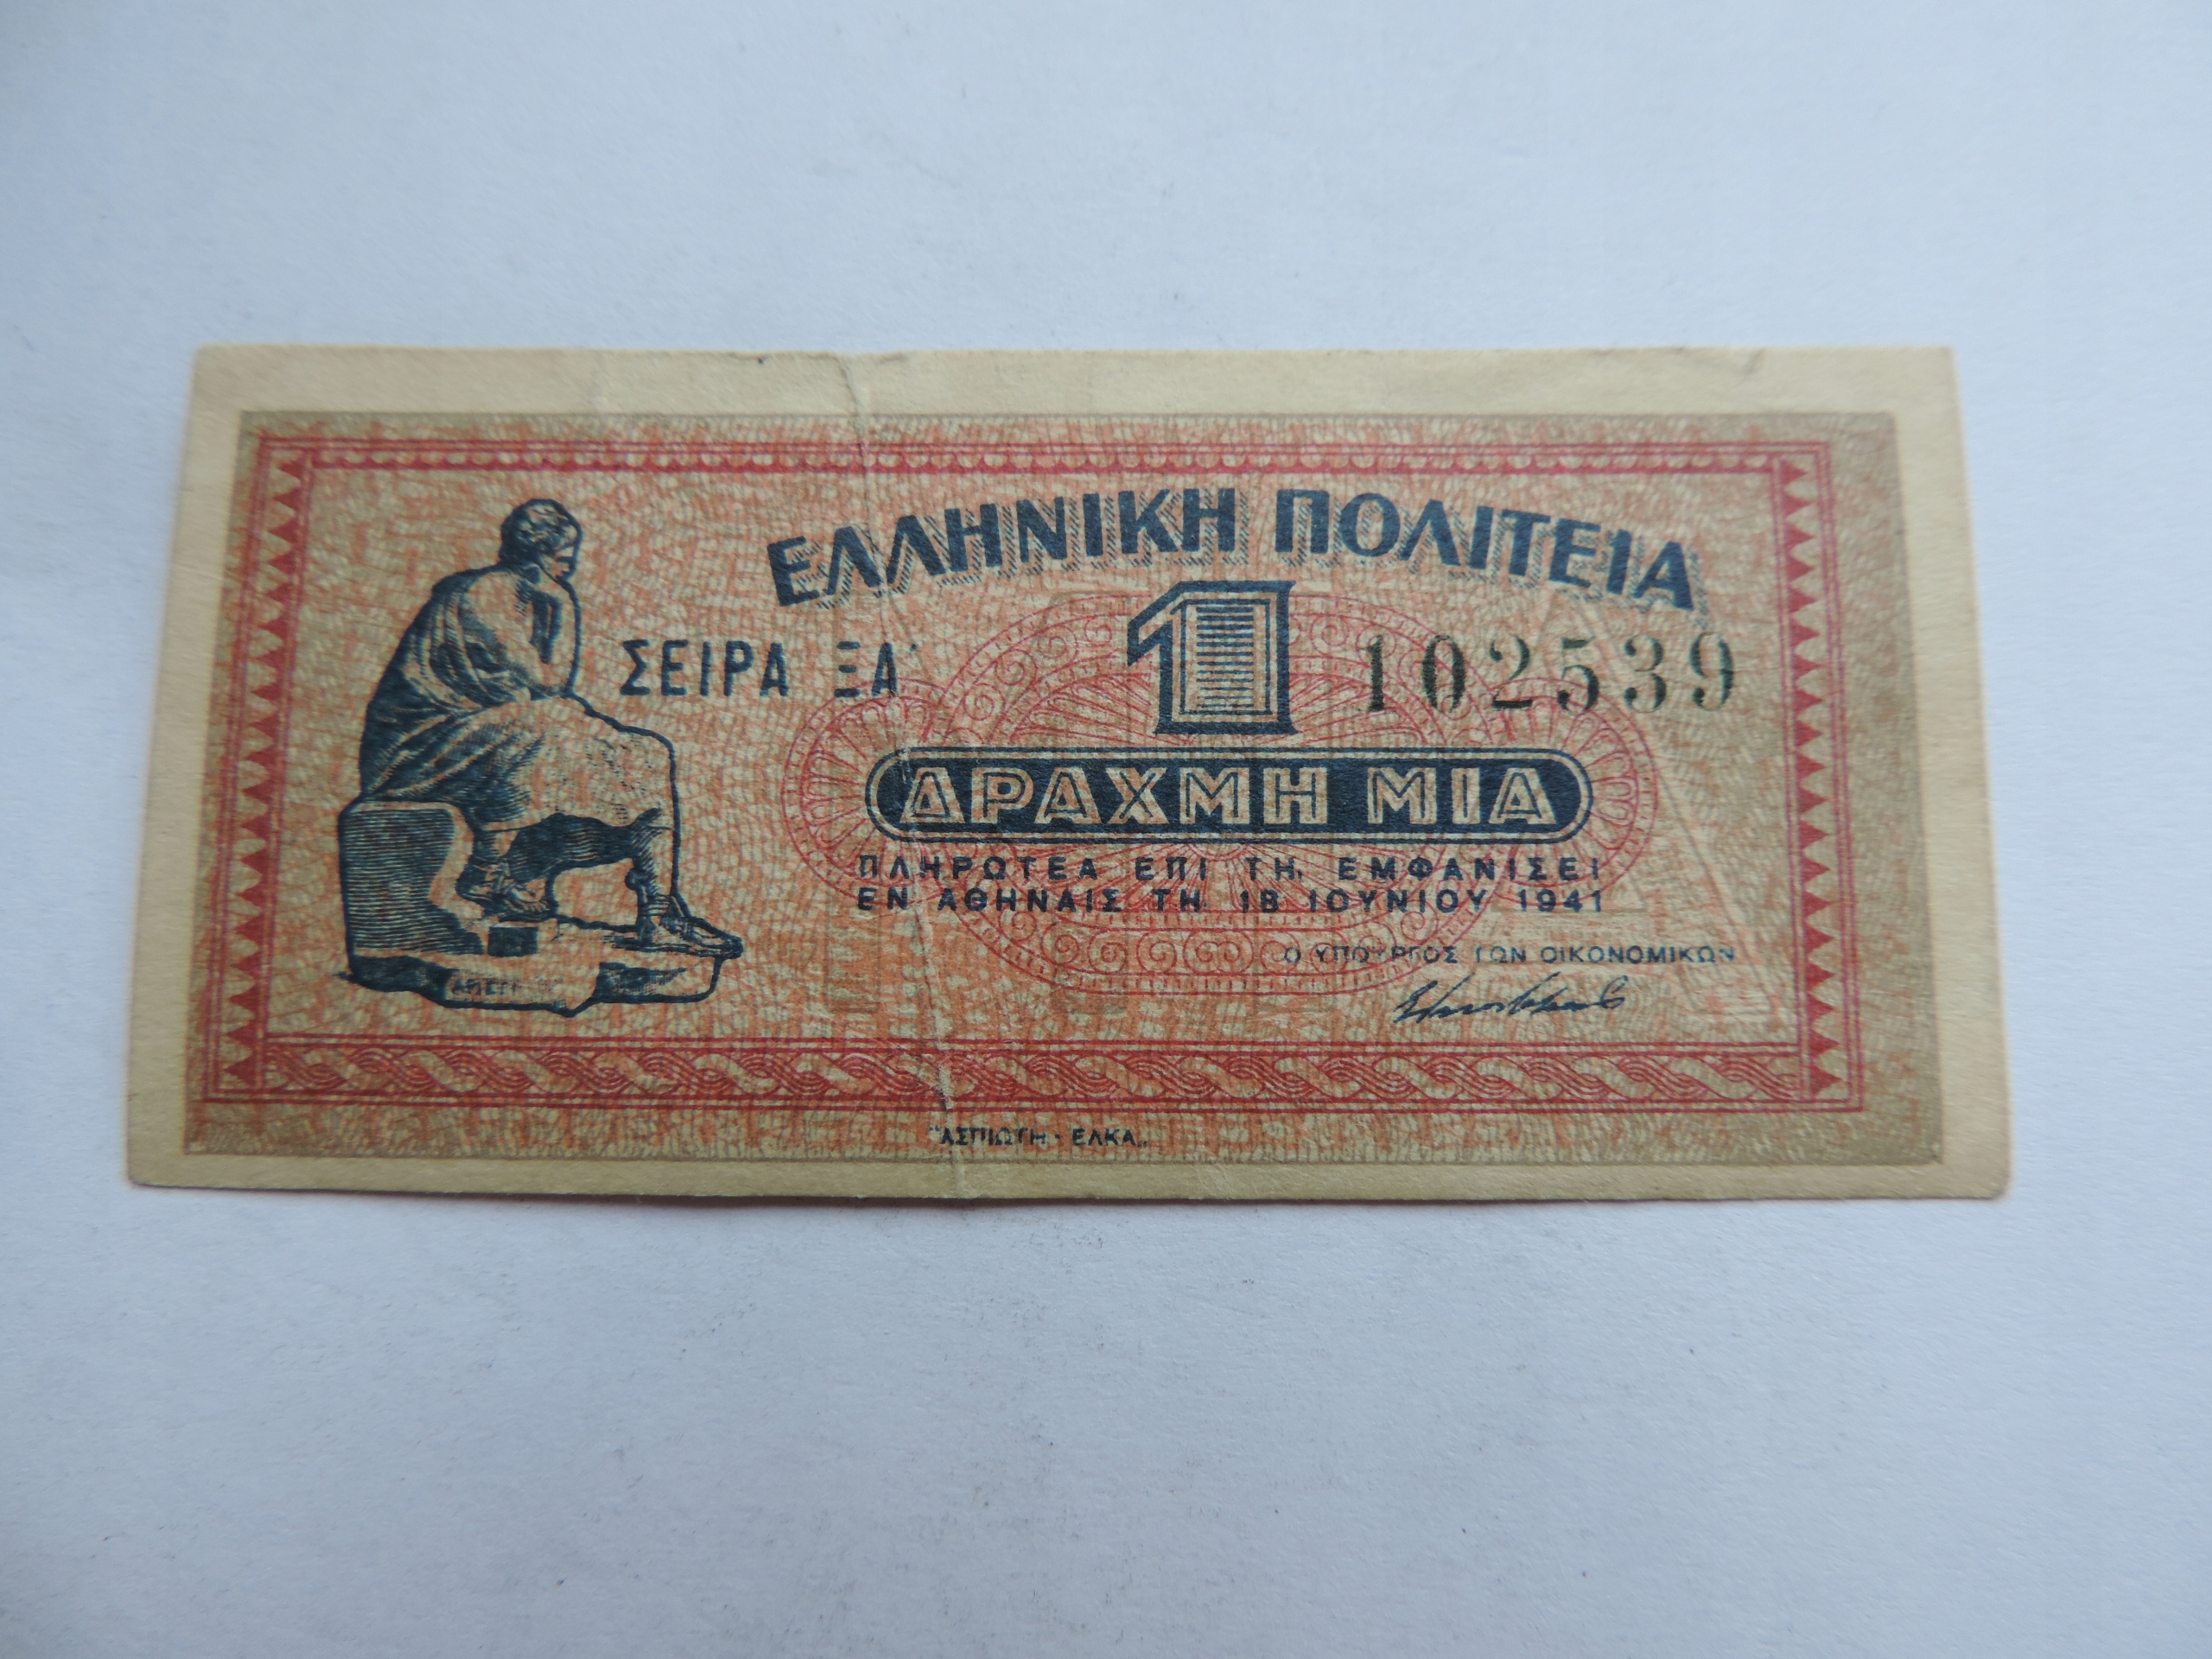 ΕΛΛΗΝΙΚΗ ΠΟΛΙΤΕΙΑ
ΣΕΙΡΑ ΞΑ΄ 1 102539
ΔΡΑΧΜΗ ΜΙΑ
ΠΛΗΡΩΤΕΑ ΕΠΙ ΤΗ ΕΜΦΑΝΙΣΕΙ
ΕΝ ΑΘΗΝΑΙΣ ΤΗ 18 ΙΟΥΝΙΟΥ 1941
Ο ΥΠΟΥΡΓΟΣ ΤΩΝ ΟΙΚΟΝΟΜΙΚΩΝ
"ΑΣΠΙΩΤΗ - ΕΛΚΑ„